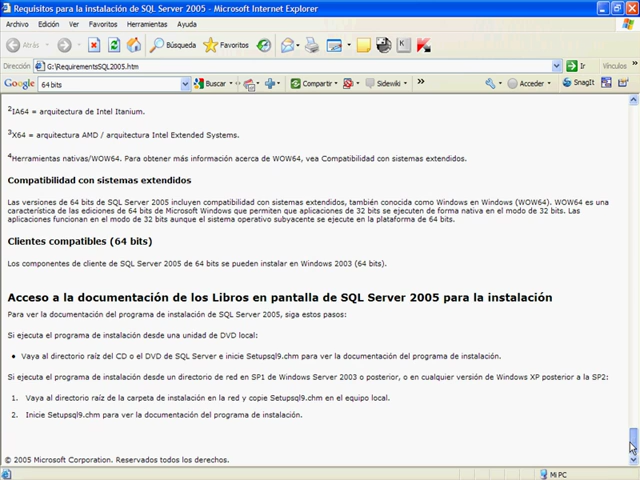 Requisitos para la instalación de SQL Server 2005 - Microsoft Internet Explorer
Archivo Edición Ver Favoritos Herramientas Ayuda
Atrás Búsqueda Favoritos
Dirección G:\RequirementsSQL2005.htm Ir Vínculos »
Google 64 bits Buscar Compartir Sidewiki » Acceder SnagIt
2IA64 = arquitectura de Intel Itanium.
3X64 = arquitectura AMD / arquitectura Intel Extended Systems.
4Herramientas nativas/WOW64. Para obtener más información acerca de WOW64, vea Compatibilidad con sistemas extendidos.
Compatibilidad con sistemas extendidos
Las versiones de 64 bits de SQL Server 2005 incluyen compatibilidad con sistemas extendidos, también conocida como Windows en Windows (WOW64). WOW64 es una
característica de las ediciones de 64 bits de Microsoft Windows que permiten que aplicaciones de 32 bits se ejecuten de forma nativa en el modo de 32 bits. Las
aplicaciones funcionan en el modo de 32 bits aunque el sistema operativo subyacente se ejecute en la plataforma de 64 bits.
Clientes compatibles (64 bits)
Los componentes de cliente de SQL Server 2005 de 64 bits se pueden instalar en Windows 2003 (64 bits).
Acceso a la documentación de los Libros en pantalla de SQL Server 2005 para la instalación
Para ver la documentación del programa de instalación de SQL Server 2005, siga estos pasos:
Si ejecuta el programa de instalación desde una unidad de DVD local:
• Vaya al directorio raíz del CD o el DVD de SQL Server e inicie Setupsql9.chm para ver la documentación del programa de instalación.
Si ejecuta el programa de instalación desde un directorio de red en SP1 de Windows Server 2003 o posterior, o en cualquier versión de Windows XP posterior a la SP2:
1. Vaya al directorio raíz de la carpeta de instalación en la red y copie Setupsql9.chm en el equipo local.
2. Inicie Setupsql9.chm para ver la documentación del programa de instalación.
© 2005 Microsoft Corporation. Reservados todos los derechos.
Mi PC